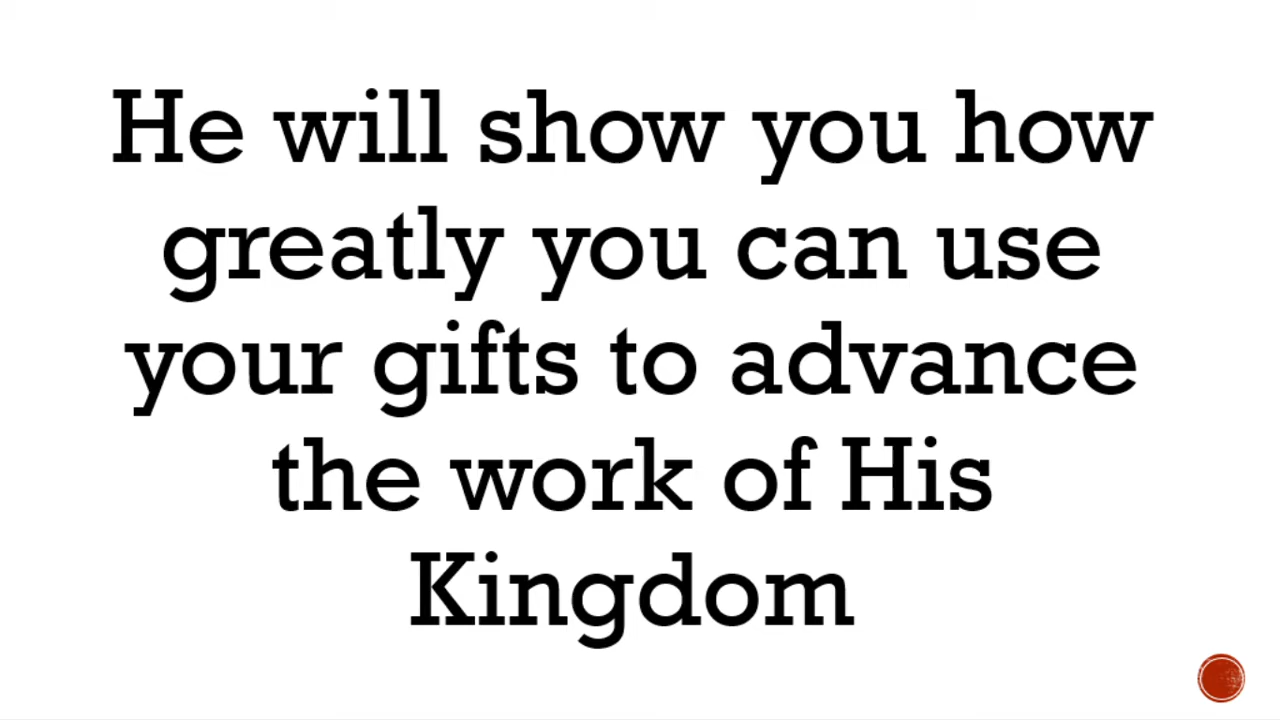 He will show you how
greatly you can use
your gifts to advance
the work of His
Kingdom